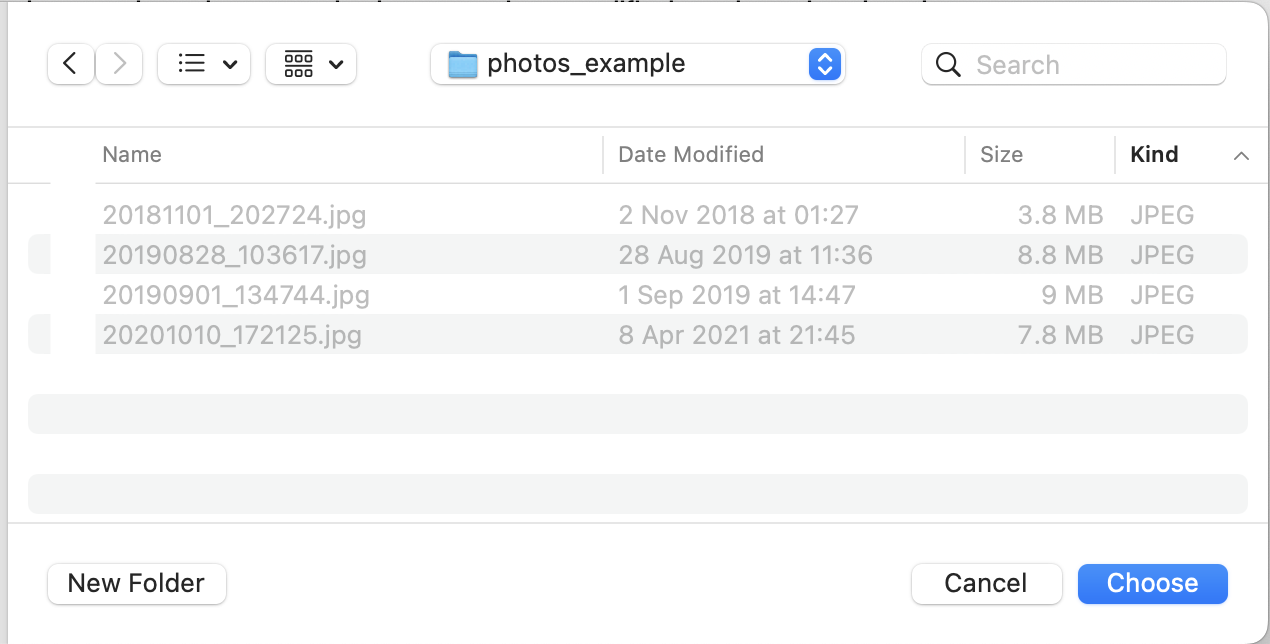 photos_example
Search
Name Date Modified Size Kind
20181101_202724.jpg 2 Nov 2018 at 01:27 3.8 MB JPEG
20190828_103617.jpg 28 Aug 2019 at 11:36 8.8 MB JPEG
20190901_134744.jpg 1 Sep 2019 at 14:47 9 MB JPEG
20201010_172125.jpg 8 Apr 2021 at 21:45 7.8 MB JPEG
New Folder Cancel Choose